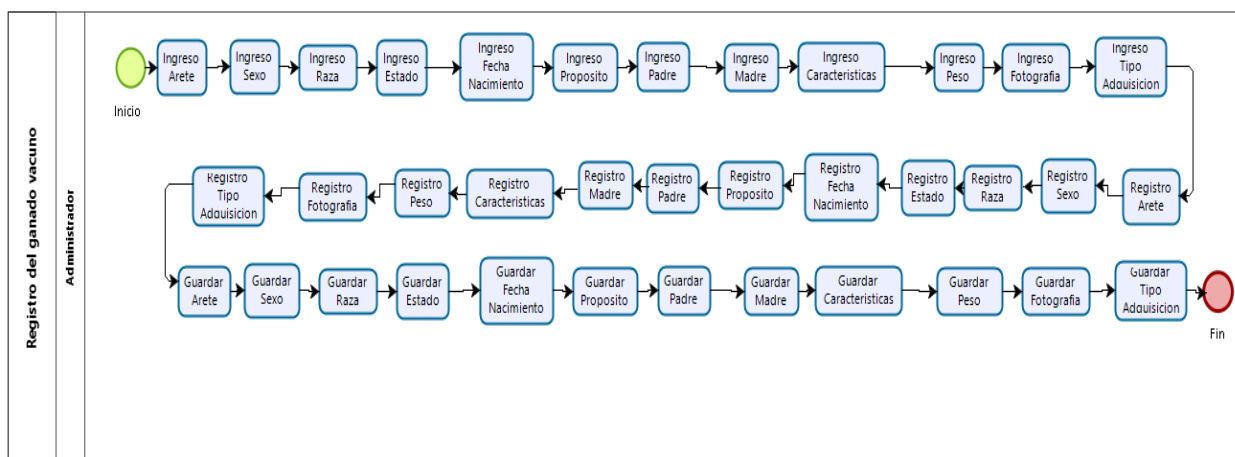 Registro del ganado vacuno
Administrador
Inicio
Ingreso
Arete
Ingreso
Sexo
Ingreso
Raza
Ingreso
Estado
Ingreso
Fecha
Nacimiento
Ingreso
Proposito
Ingreso
Padre
Ingreso
Madre
Ingreso
Caracteristicas
Ingreso
Peso
Ingreso
Fotografia
Ingreso
Tipo
Adquisicion
Registro
Arete
Registro
Sexo
Registro
Raza
Registro
Estado
Registro
Fecha
Nacimiento
Registro
Proposito
Registro
Padre
Registro
Madre
Registro
Caracteristicas
Registro
Peso
Registro
Fotografia
Registro
Tipo
Adquisicion
Guardar
Arete
Guardar
Sexo
Guardar
Raza
Guardar
Estado
Guardar
Fecha
Nacimiento
Guardar
Proposito
Guardar
Padre
Guardar
Madre
Guardar
Caracteristicas
Guardar
Peso
Guardar
Fotografia
Guardar
Tipo
Adquisicion
Fin